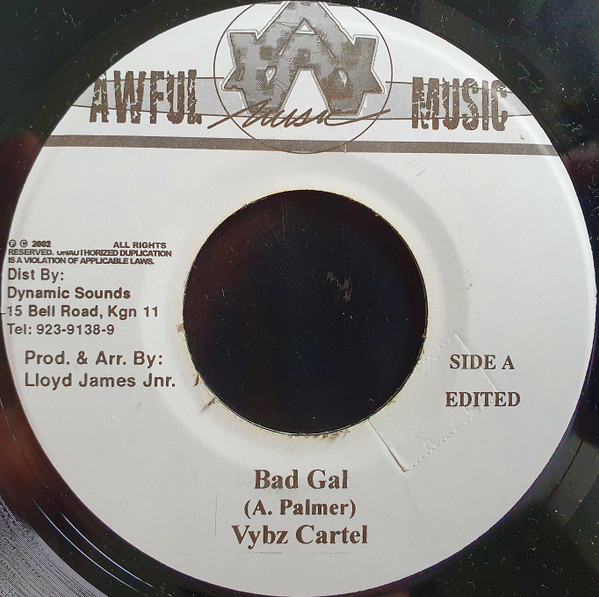 AWFUL Music MUSIC
℗ © 2002 ALL RIGHTS
RESERVED. UNAUTHORIZED DUPLICATION
IS A VIOLATION OF APPLICABLE LAWS.
Dist By:
Dynamic Sounds
15 Bell Road, Kgn 11
Tel: 923-9138-9
Prod. & Arr. By:
Lloyd James Jnr.
SIDE A
EDITED
Bad Gal
(A. Palmer)
Vybz Cartel